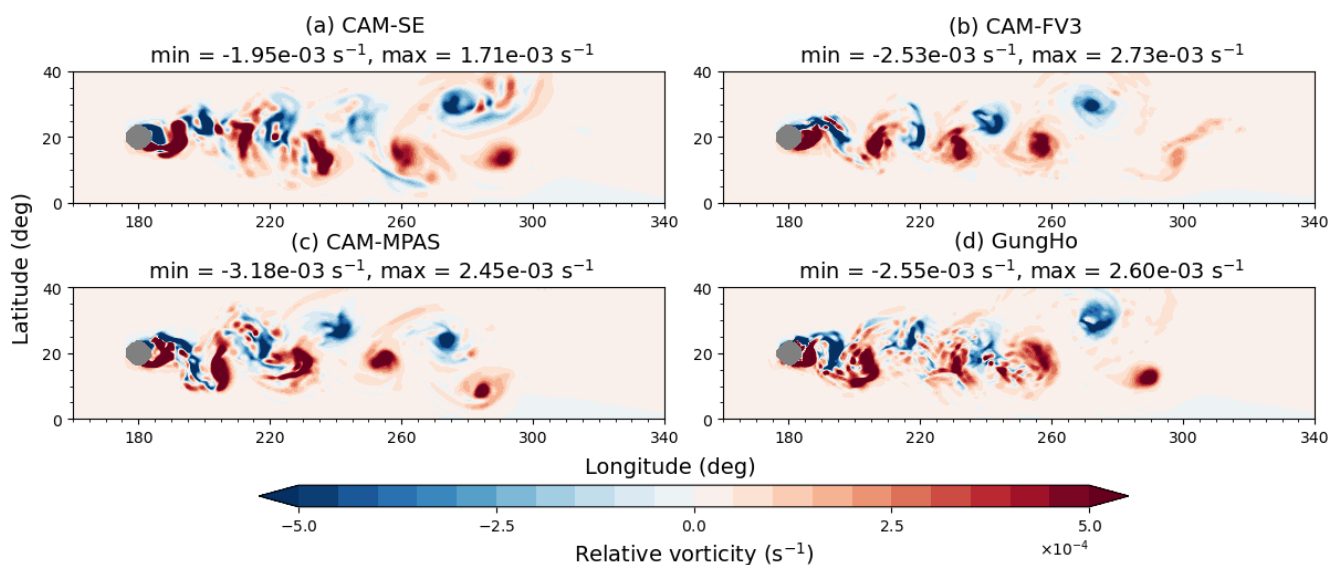 (a) CAM-SE
min = -1.95e-03 s⁻¹, max = 1.71e-03 s⁻¹
(b) CAM-FV3
min = -2.53e-03 s⁻¹, max = 2.73e-03 s⁻¹
40
20
0
180 220 260 300 340
40
20
0
180 220 260 300 340
(c) CAM-MPAS
min = -3.18e-03 s⁻¹, max = 2.45e-03 s⁻¹
(d) GungHo
min = -2.55e-03 s⁻¹, max = 2.60e-03 s⁻¹
40
20
0
180 220 260 300 340
40
20
0
180 220 260 300 340
Latitude (deg)
Longitude (deg)
−5.0 −2.5 0.0 2.5 5.0
×10⁻⁴
Relative vorticity (s⁻¹)